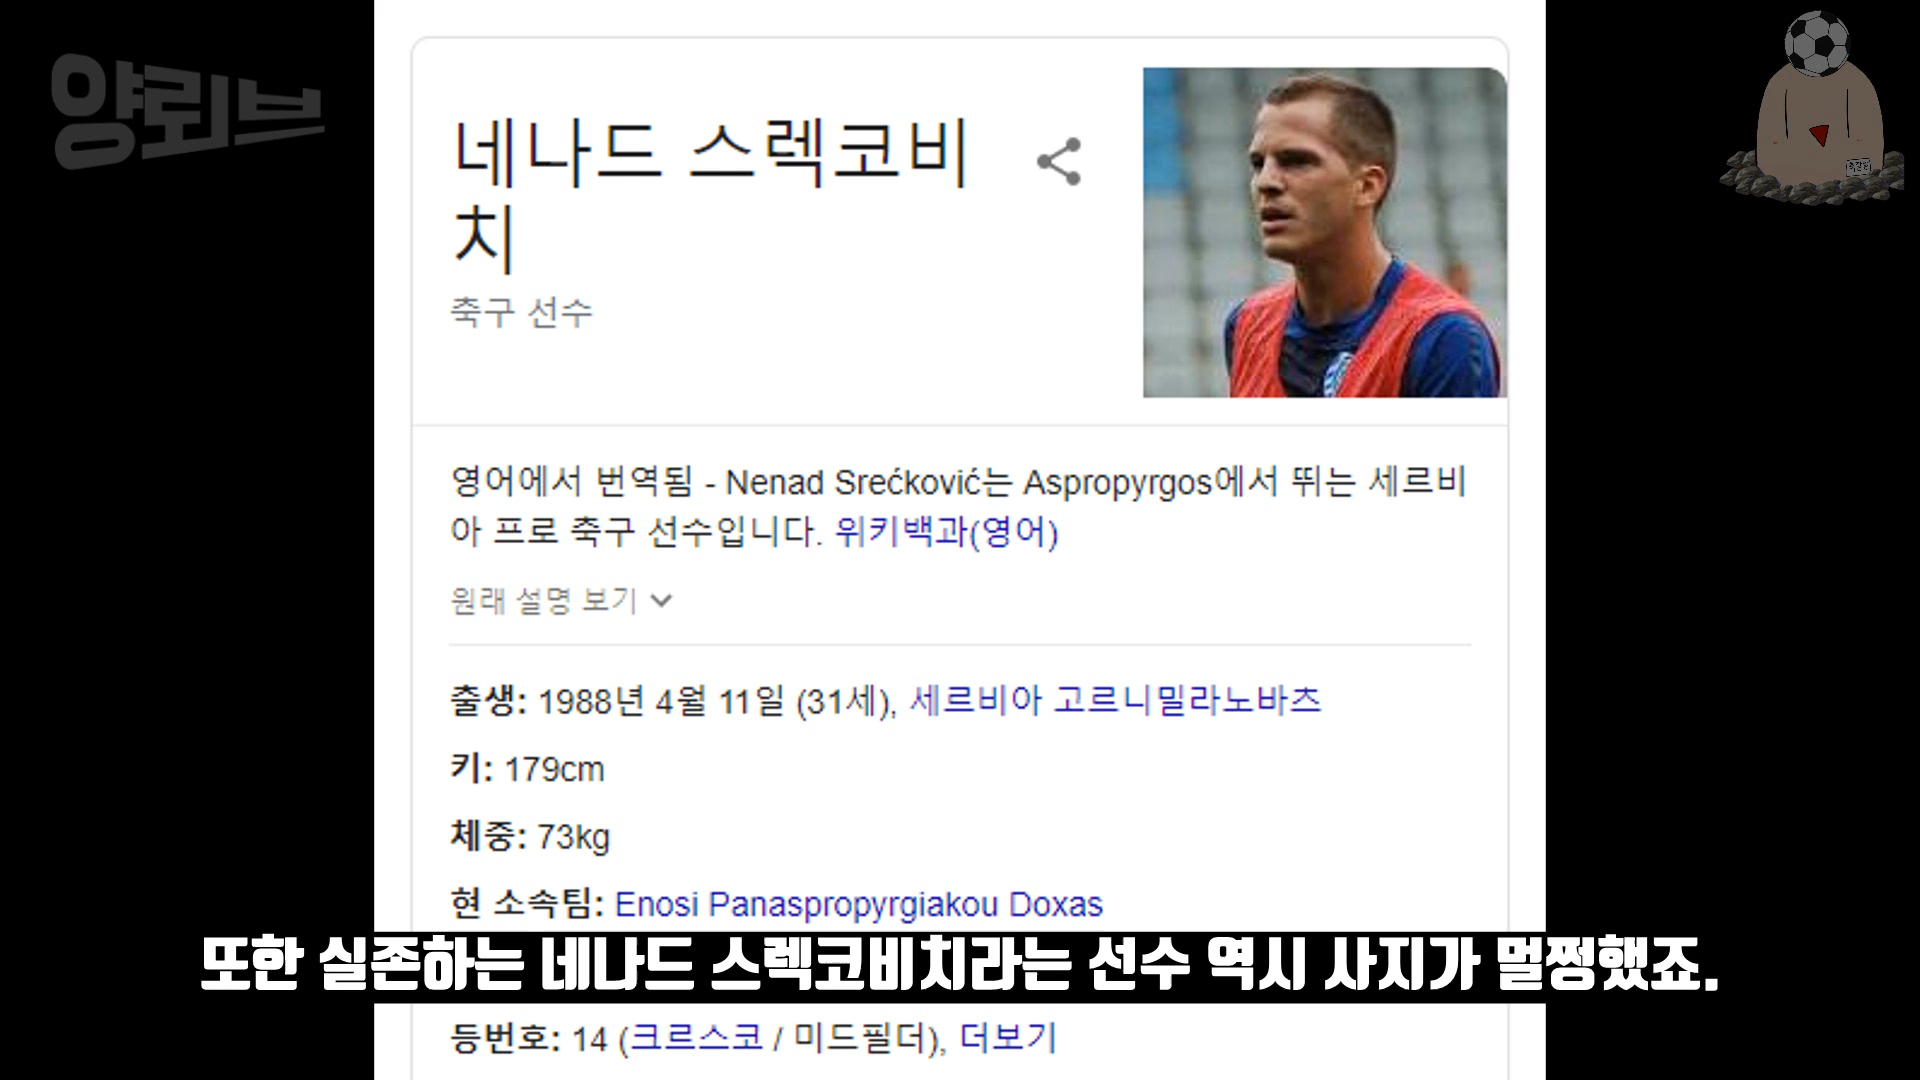 양뢰브
네나드 스렉코비
치
축구 선수
영어에서 번역됨 - Nenad Srećković는 Aspropyrgos에서 뛰는 세르비
아 프로 축구 선수입니다. 위키백과(영어)
원래 설명 보기
출생: 1988년 4월 11일 (31세), 세르비아 고르니밀라노바츠
키: 179cm
체중: 73kg
현 소속팀: Enosi Panaspropyrgiakou Doxas
또한 실존하는 네나드 스렉코비치라는 선수 역시 사지가 멀쩡했죠.
등번호: 14 (크르스코 / 미드필더), 더보기